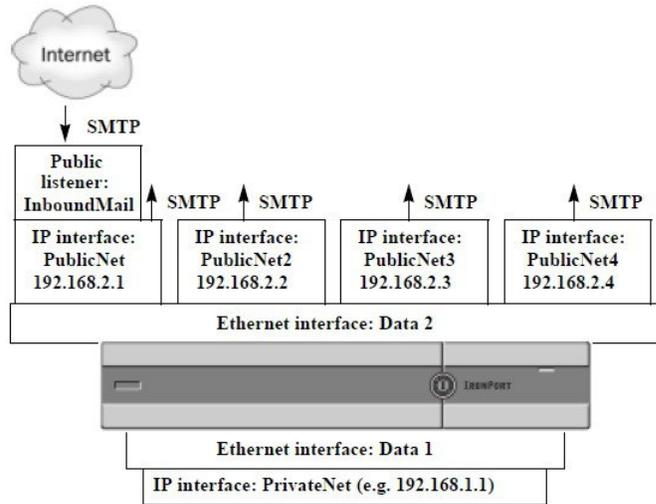 Internet
SMTP
Public
listener:
InboundMail
SMTP
SMTP
SMTP
SMTP
IP interface:
PublicNet
192.168.2.1
IP interface:
PublicNet2
192.168.2.2
IP interface:
PublicNet3
192.168.2.3
IP interface:
PublicNet4
192.168.2.4
Ethernet interface: Data 2
IRONPORT
Ethernet interface: Data 1
IP interface: PrivateNet (e.g. 192.168.1.1)